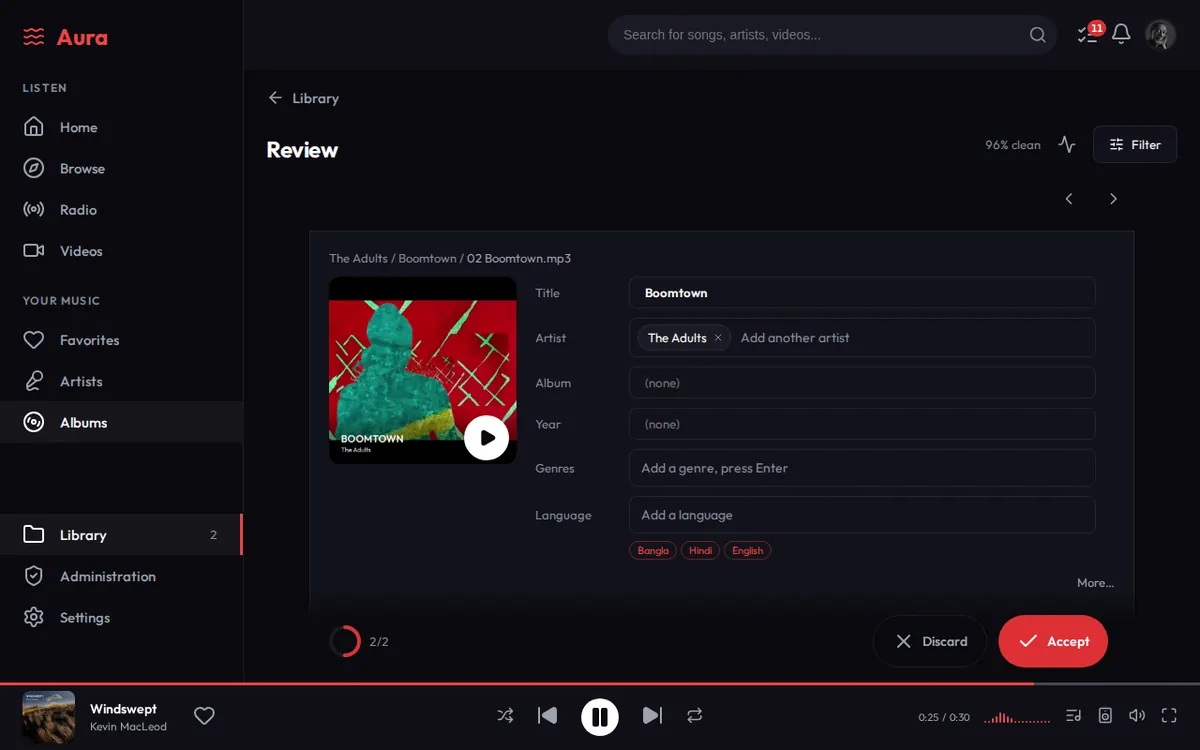 Aura
Search for songs, artists, videos...
11
LISTEN
Home
Browse
Radio
Videos
YOUR MUSIC
Favorites
Artists
Albums
Library 2
Administration
Settings
Library
Review
96% clean
Filter
The Adults / Boomtown / 02 Boomtown.mp3
BOOMTOWN
The Adults
Title Boomtown
Artist The Adults × Add another artist
Album (none)
Year (none)
Genres Add a genre, press Enter
Language Add a language
Bangla Hindi English
More...
2/2
Discard
Accept
Windswept
Kevin MacLeod
0:25 / 0:30